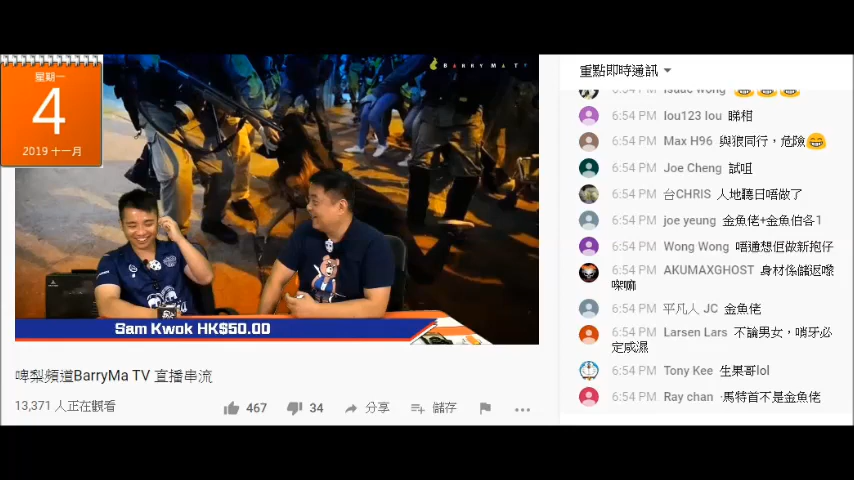 星期一
4
2019 十一月
BARRYMA TV
Sam Kwok HK$50.00
啤梨頻道BarryMa TV 直播串流
13,371 人正在觀看
467
34
分享
儲存
重點即時通訊
6:54 PM Isaac wong 😂😂😂
6:54 PM lou123 lou 睇相
6:54 PM Max H96 與狼同行，危險😂
6:54 PM Joe Cheng 試咀
6:54 PM 台CHRIS 人地聽日唔做了
6:54 PM joe yeung 金魚佬+金魚伯各1
6:54 PM Wong Wong 唔通想佢做新抱仔
6:54 PM AKUMAXGHOST 身材係儲返嚟
㗎嘛
6:54 PM 平凡人 JC 金魚佬
6:54 PM Larsen Lars 不論男女，哨牙必
定咸濕
6:54 PM Tony Kee 生果哥lol
6:54 PM Ray chan ·馬特首不是金魚佬